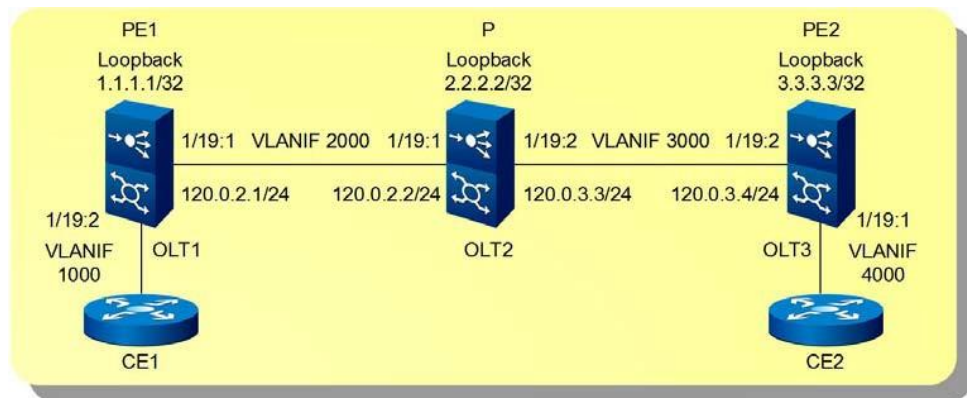 PE1
P
PE2
Loopback
1.1.1.1/32
Loopback
2.2.2.2/32
Loopback
3.3.3.3/32
1/19:1 VLANIF 2000 1/19:1
1/19:2 VLANIF 3000 1/19:2
120.0.2.1/24
120.0.2.2/24
120.0.3.3/24
120.0.3.4/24
1/19:2
VLANIF
1000
OLT1
OLT2
OLT3
1/19:1
VLANIF
4000
CE1
CE2